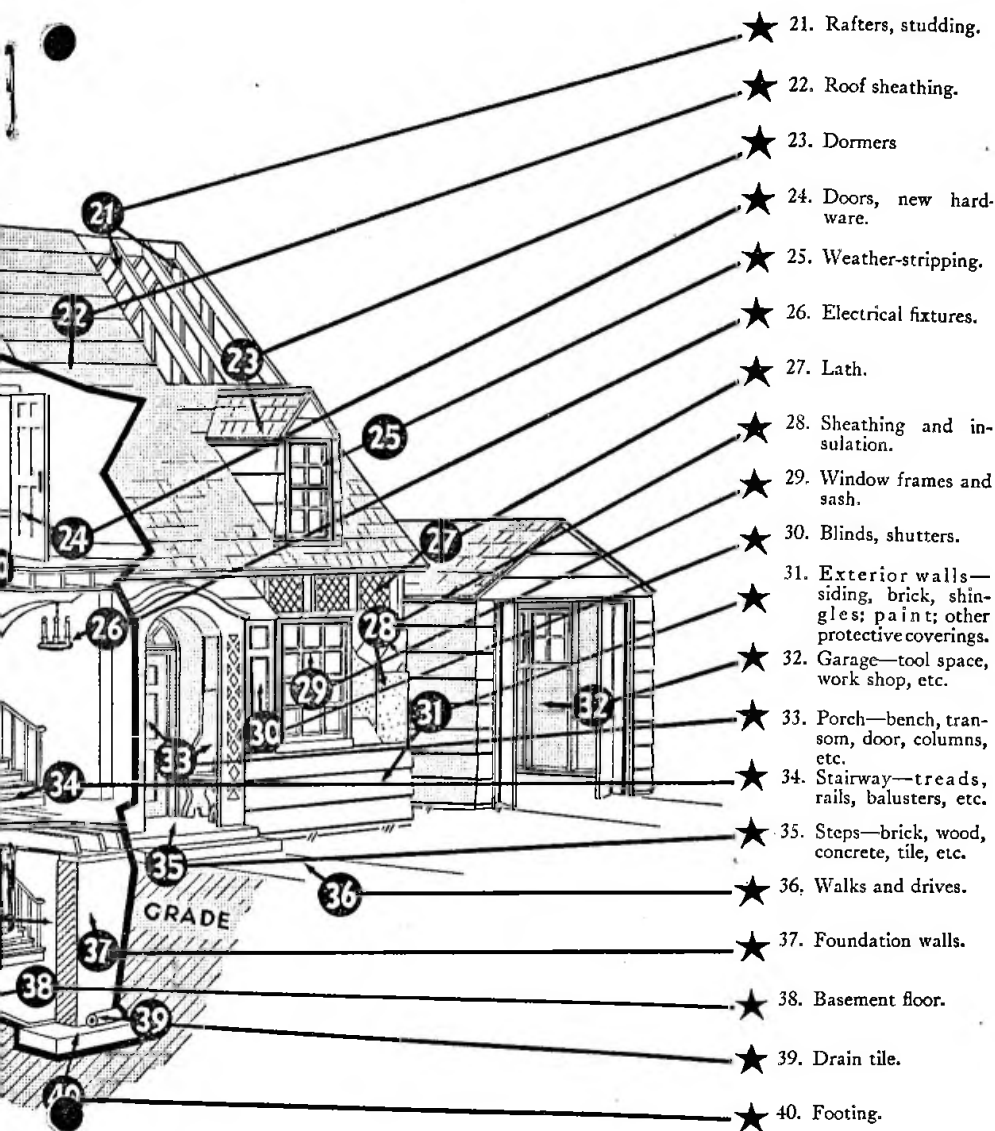 21. Rafters, studding.
22. Roof sheathing.
23. Dormers
24. Doors, new hard-
ware.
25. Weather-stripping.
26. Electrical fixtures.
27. Lath.
28. Sheathing and in-
sulation.
29. Window frames and
sash.
30. Blinds, shutters.
31. Exterior walls—
siding, brick, shin-
gles; paint; other
protective coverings.
32. Garage—tool space,
work shop, etc.
33. Porch—bench, tran-
som, door, columns,
etc.
34. Stairway—treads,
rails, balusters, etc.
35. Steps—brick, wood,
concrete, tile, etc.
36. Walks and drives.
37. Foundation walls.
38. Basement floor.
39. Drain tile.
40. Footing.
21
22
23
25
24
27
26
28
29
30
31
32
33
34
35
36
GRADE
37
38
39
40